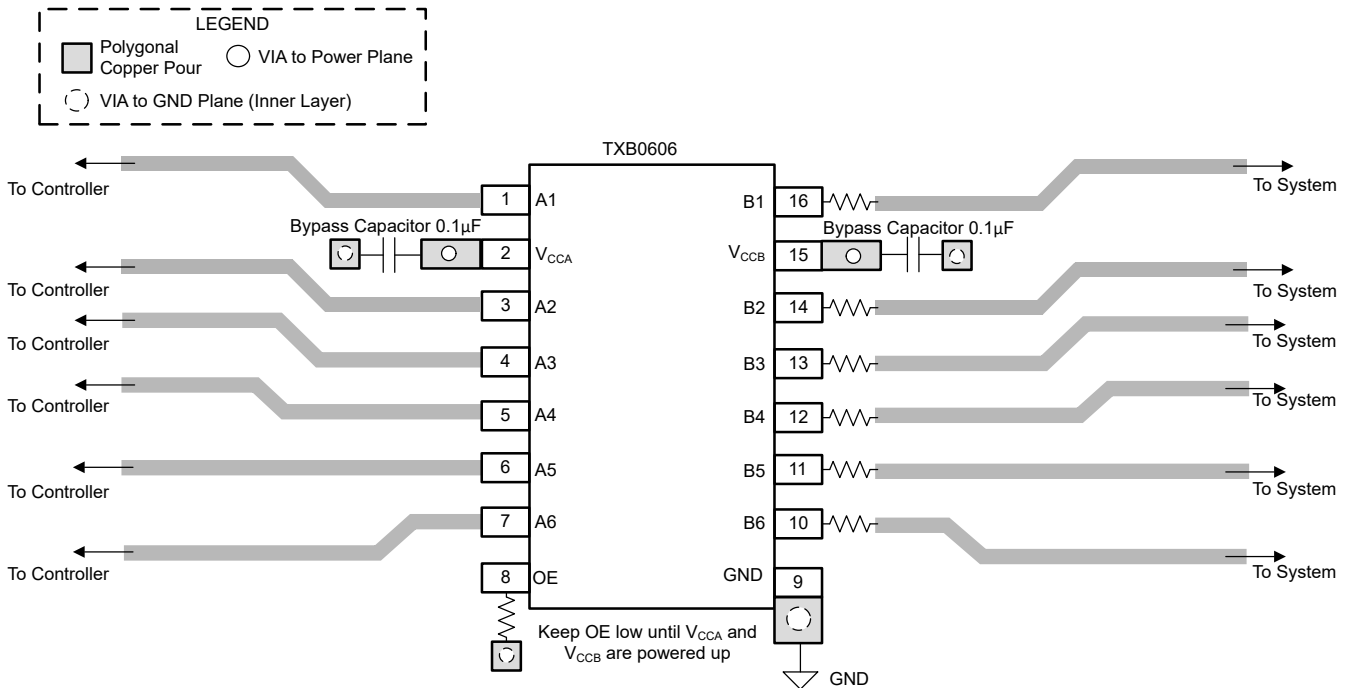 LEGEND
Polygonal
Copper Pour
VIA to Power Plane
VIA to GND Plane (Inner Layer)
TXB0606
To Controller
1
A1
B1
16
To System
Bypass Capacitor 0.1µF
2
VCCA
VCCB
15
Bypass Capacitor 0.1µF
To Controller
3
A2
B2
14
To System
To Controller
4
A3
B3
13
To System
To Controller
5
A4
B4
12
To System
To Controller
6
A5
B5
11
To System
To Controller
7
A6
B6
10
To System
8
OE
GND
9
Keep OE low until VCCA and
VCCB are powered up
GND